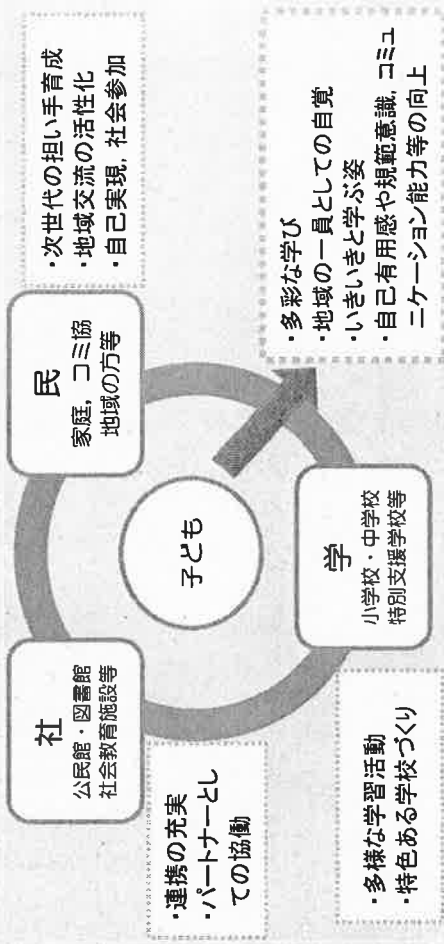 社
公民館・図書館
社会教育施設等
民
家庭，コミ協
地域の方等
・次世代の担い手育成
・地域交流の活性化
・自己実現，社会参加
・連携の充実
・パートナーとし
ての協働
子ども
学
小学校・中学校
特別支援学校等
・多様な学習活動
・特色ある学校づくり
・多彩な学び
・地域の一員としての自覚
・いきいきと学ぶ姿
・自己有用感や規範意識，コミュ
ニケーション能力等の向上